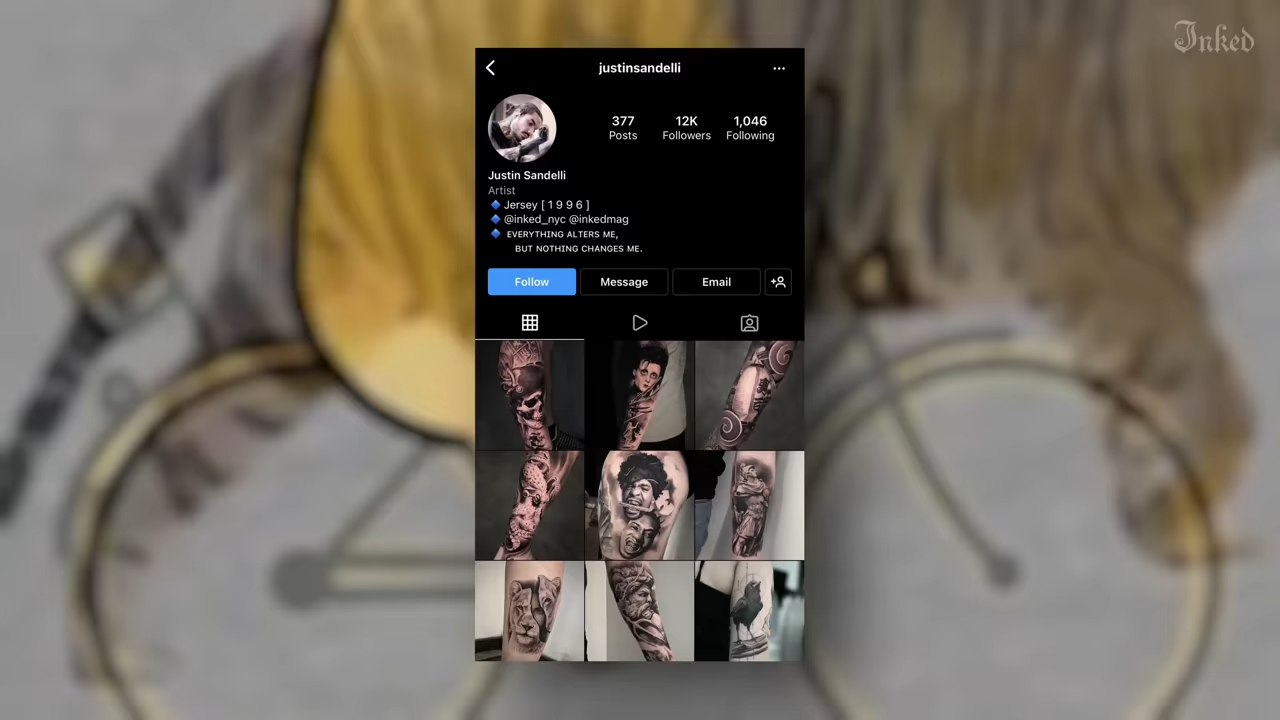 Inked
justinsandelli
377 12K 1,046
Posts Followers Following
Justin Sandelli
Artist
Jersey [ 1 9 9 6 ]
@inked_nyc @inkedmag
EVERYTHING ALTERS ME,
BUT NOTHING CHANGES ME.
Follow Message Email